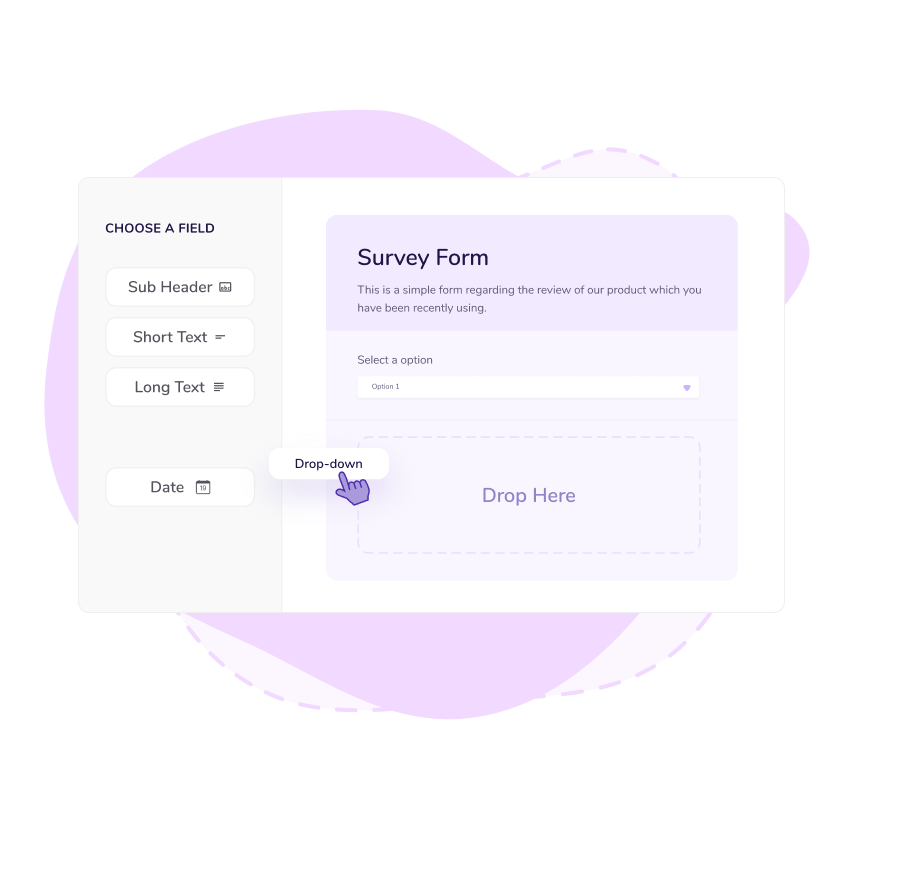 CHOOSE A FIELD
Sub Header
Short Text
Long Text
Date
19
Drop-down
Survey Form
This is a simple form regarding the review of our product which you
have been recently using.
Select a option
Option 1
Drop Here